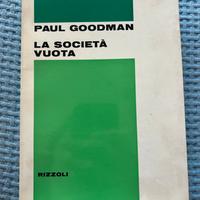 PAUL GOODMAN
LA SOCIETÀ
VUOTA
RIZZOLI